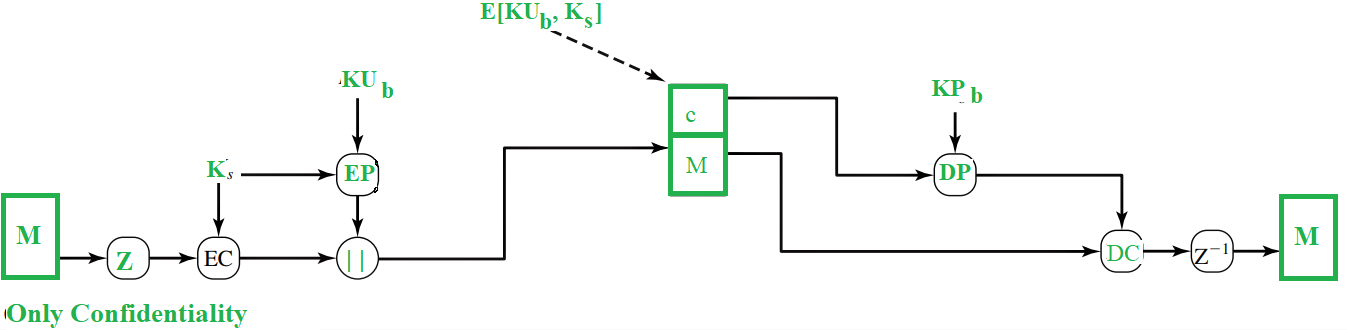 E[KUb, Ks]
KU b
KP b
c
Ks
EP
M
DP
M
Z
EC
||
DC
Z−1
M
Only Confidentiality